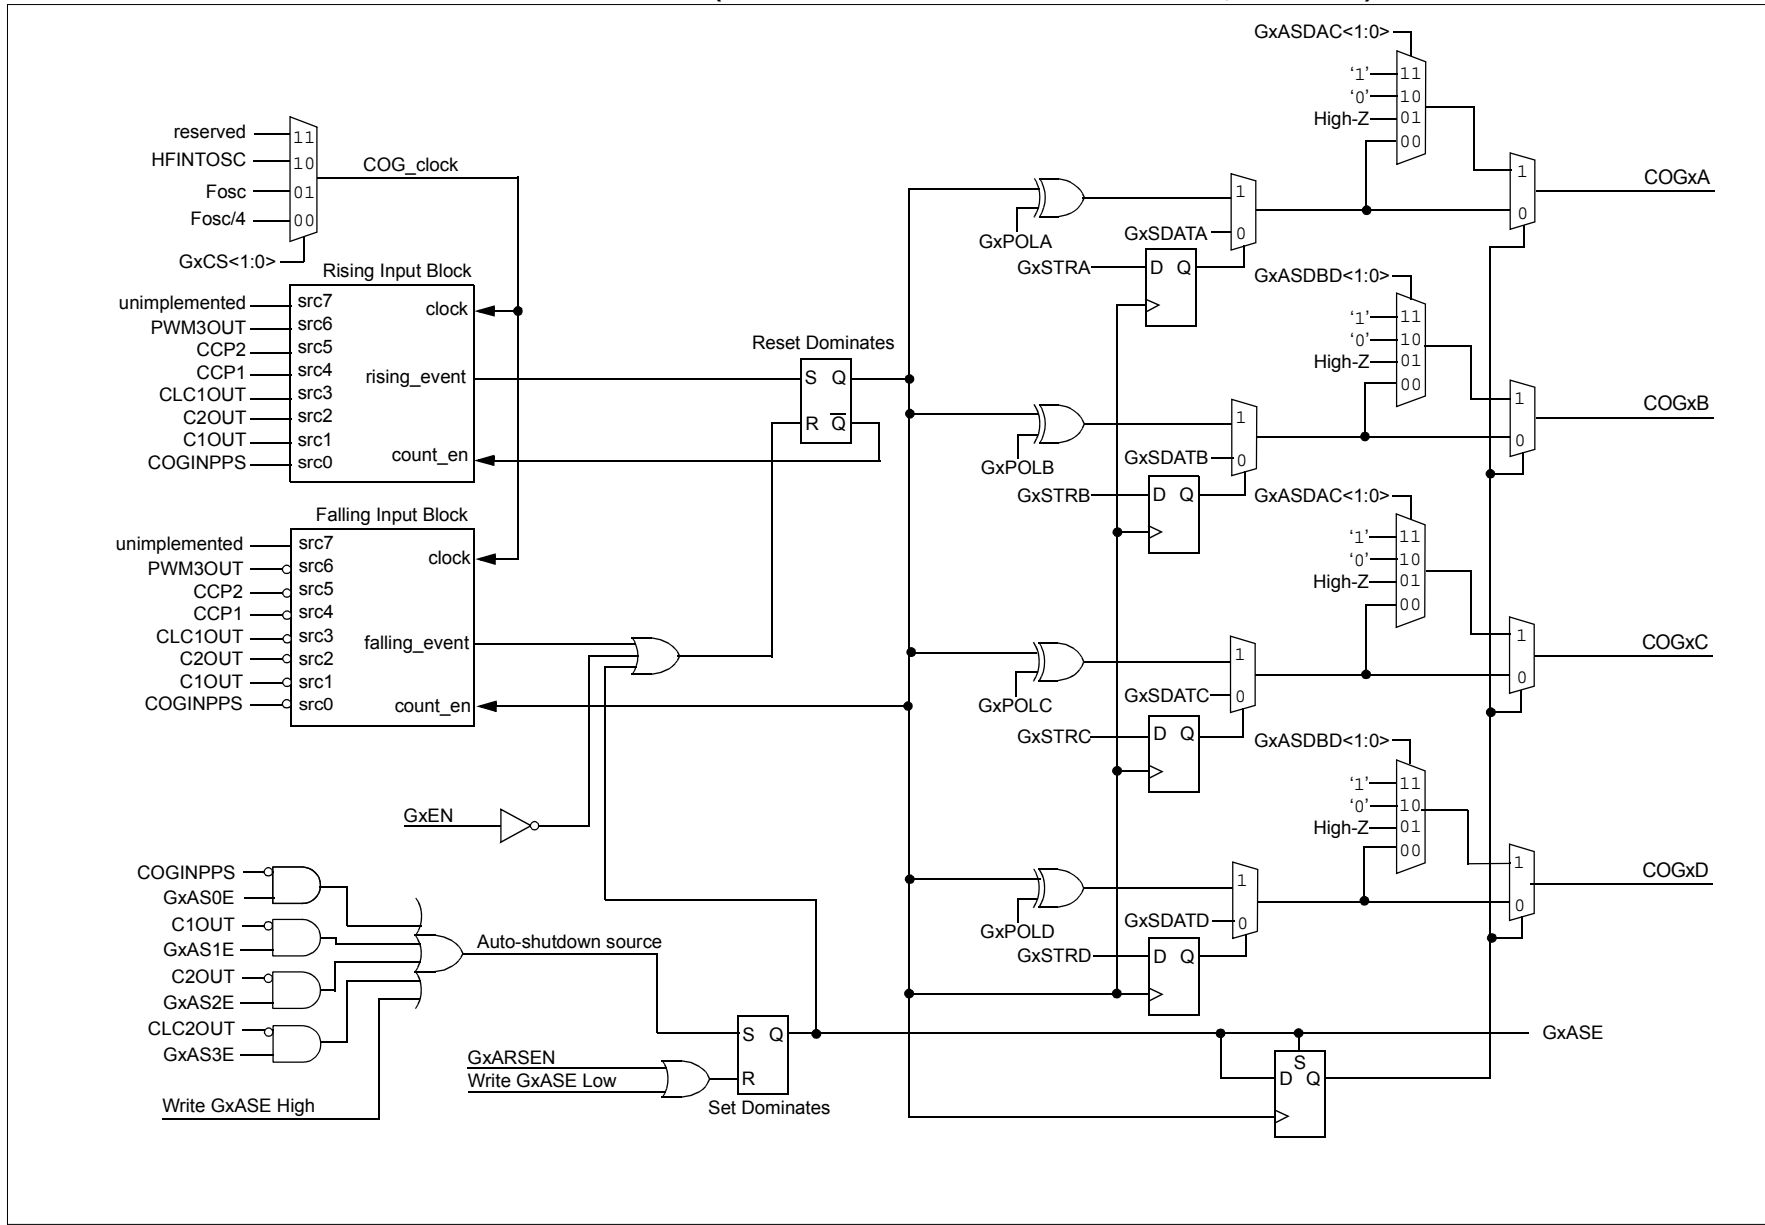 GxASDAC<1:0>
'1' 11
'0' 10
High-Z 01
00
reserved 11
HFINTOSC 10
Fosc 01
Fosc/4 00
GxCS<1:0>
COG_clock
Rising Input Block
unimplemented src7
PWM3OUT src6
CCP2 src5
CCP1 src4
CLC1OUT src3
C2OUT src2
C1OUT src1
COGINPPS src0
clock
rising_event
count_en
Reset Dominates
S Q
R Q
Falling Input Block
unimplemented src7
PWM3OUT src6
CCP2 src5
CCP1 src4
CLC1OUT src3
C2OUT src2
C1OUT src1
COGINPPS src0
clock
falling_event
count_en
GxEN
COGINPPS
GxAS0E
C1OUT
GxAS1E
C2OUT
GxAS2E
CLC2OUT
GxAS3E
Write GxASE High
Auto-shutdown source
GxARSEN
Write GxASE Low
S Q
R
Set Dominates
GxPOLA
GxSDATA
1
0
GxSTRA
D Q
1
0
COGxA
GxASDBD<1:0>
'1' 11
'0' 10
High-Z 01
00
GxPOLB
GxSDATB
1
0
GxSTRB
D Q
1
0
COGxB
GxASDAC<1:0>
'1' 11
'0' 10
High-Z 01
00
GxPOLC
GxSDATC
1
0
GxSTRC
D Q
1
0
COGxC
GxASDBD<1:0>
'1' 11
'0' 10
High-Z 01
00
GxPOLD
GxSDATD
1
0
GxSTRD
D Q
1
0
COGxD
GxASE
S
D Q